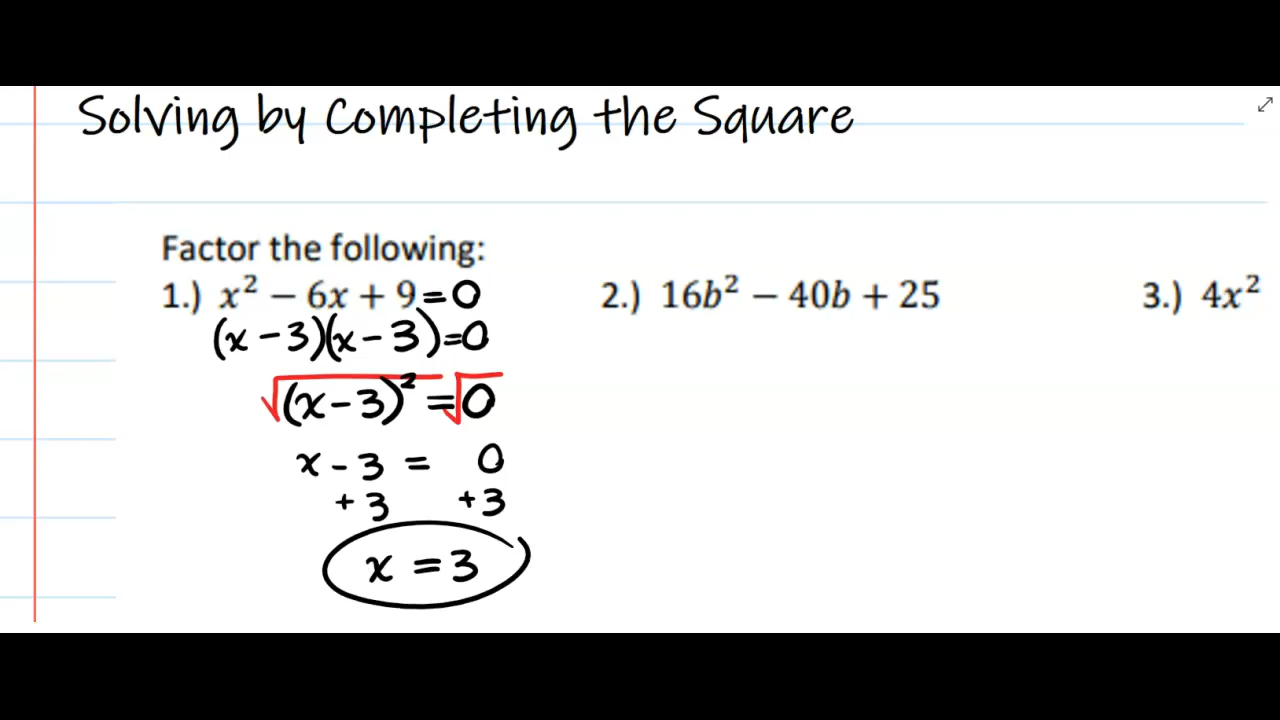 Solving by Completing the Square
Factor the following:
1.) x² − 6x + 9 = 0
2.) 16b² − 40b + 25
3.) 4x²
(x − 3)(x − 3) = 0
√(x − 3)² = √0
x − 3 = 0
+ 3 + 3
x = 3